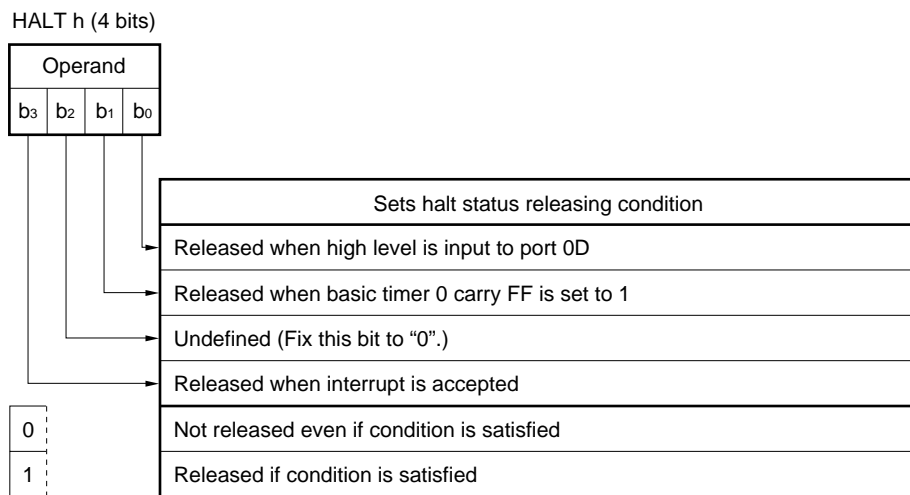 HALT h (4 bits)
Operand
b3 b2 b1 b0
Sets halt status releasing condition
Released when high level is input to port 0D
Released when basic timer 0 carry FF is set to 1
Undefined (Fix this bit to “0”.)
Released when interrupt is accepted
0 Not released even if condition is satisfied
1 Released if condition is satisfied